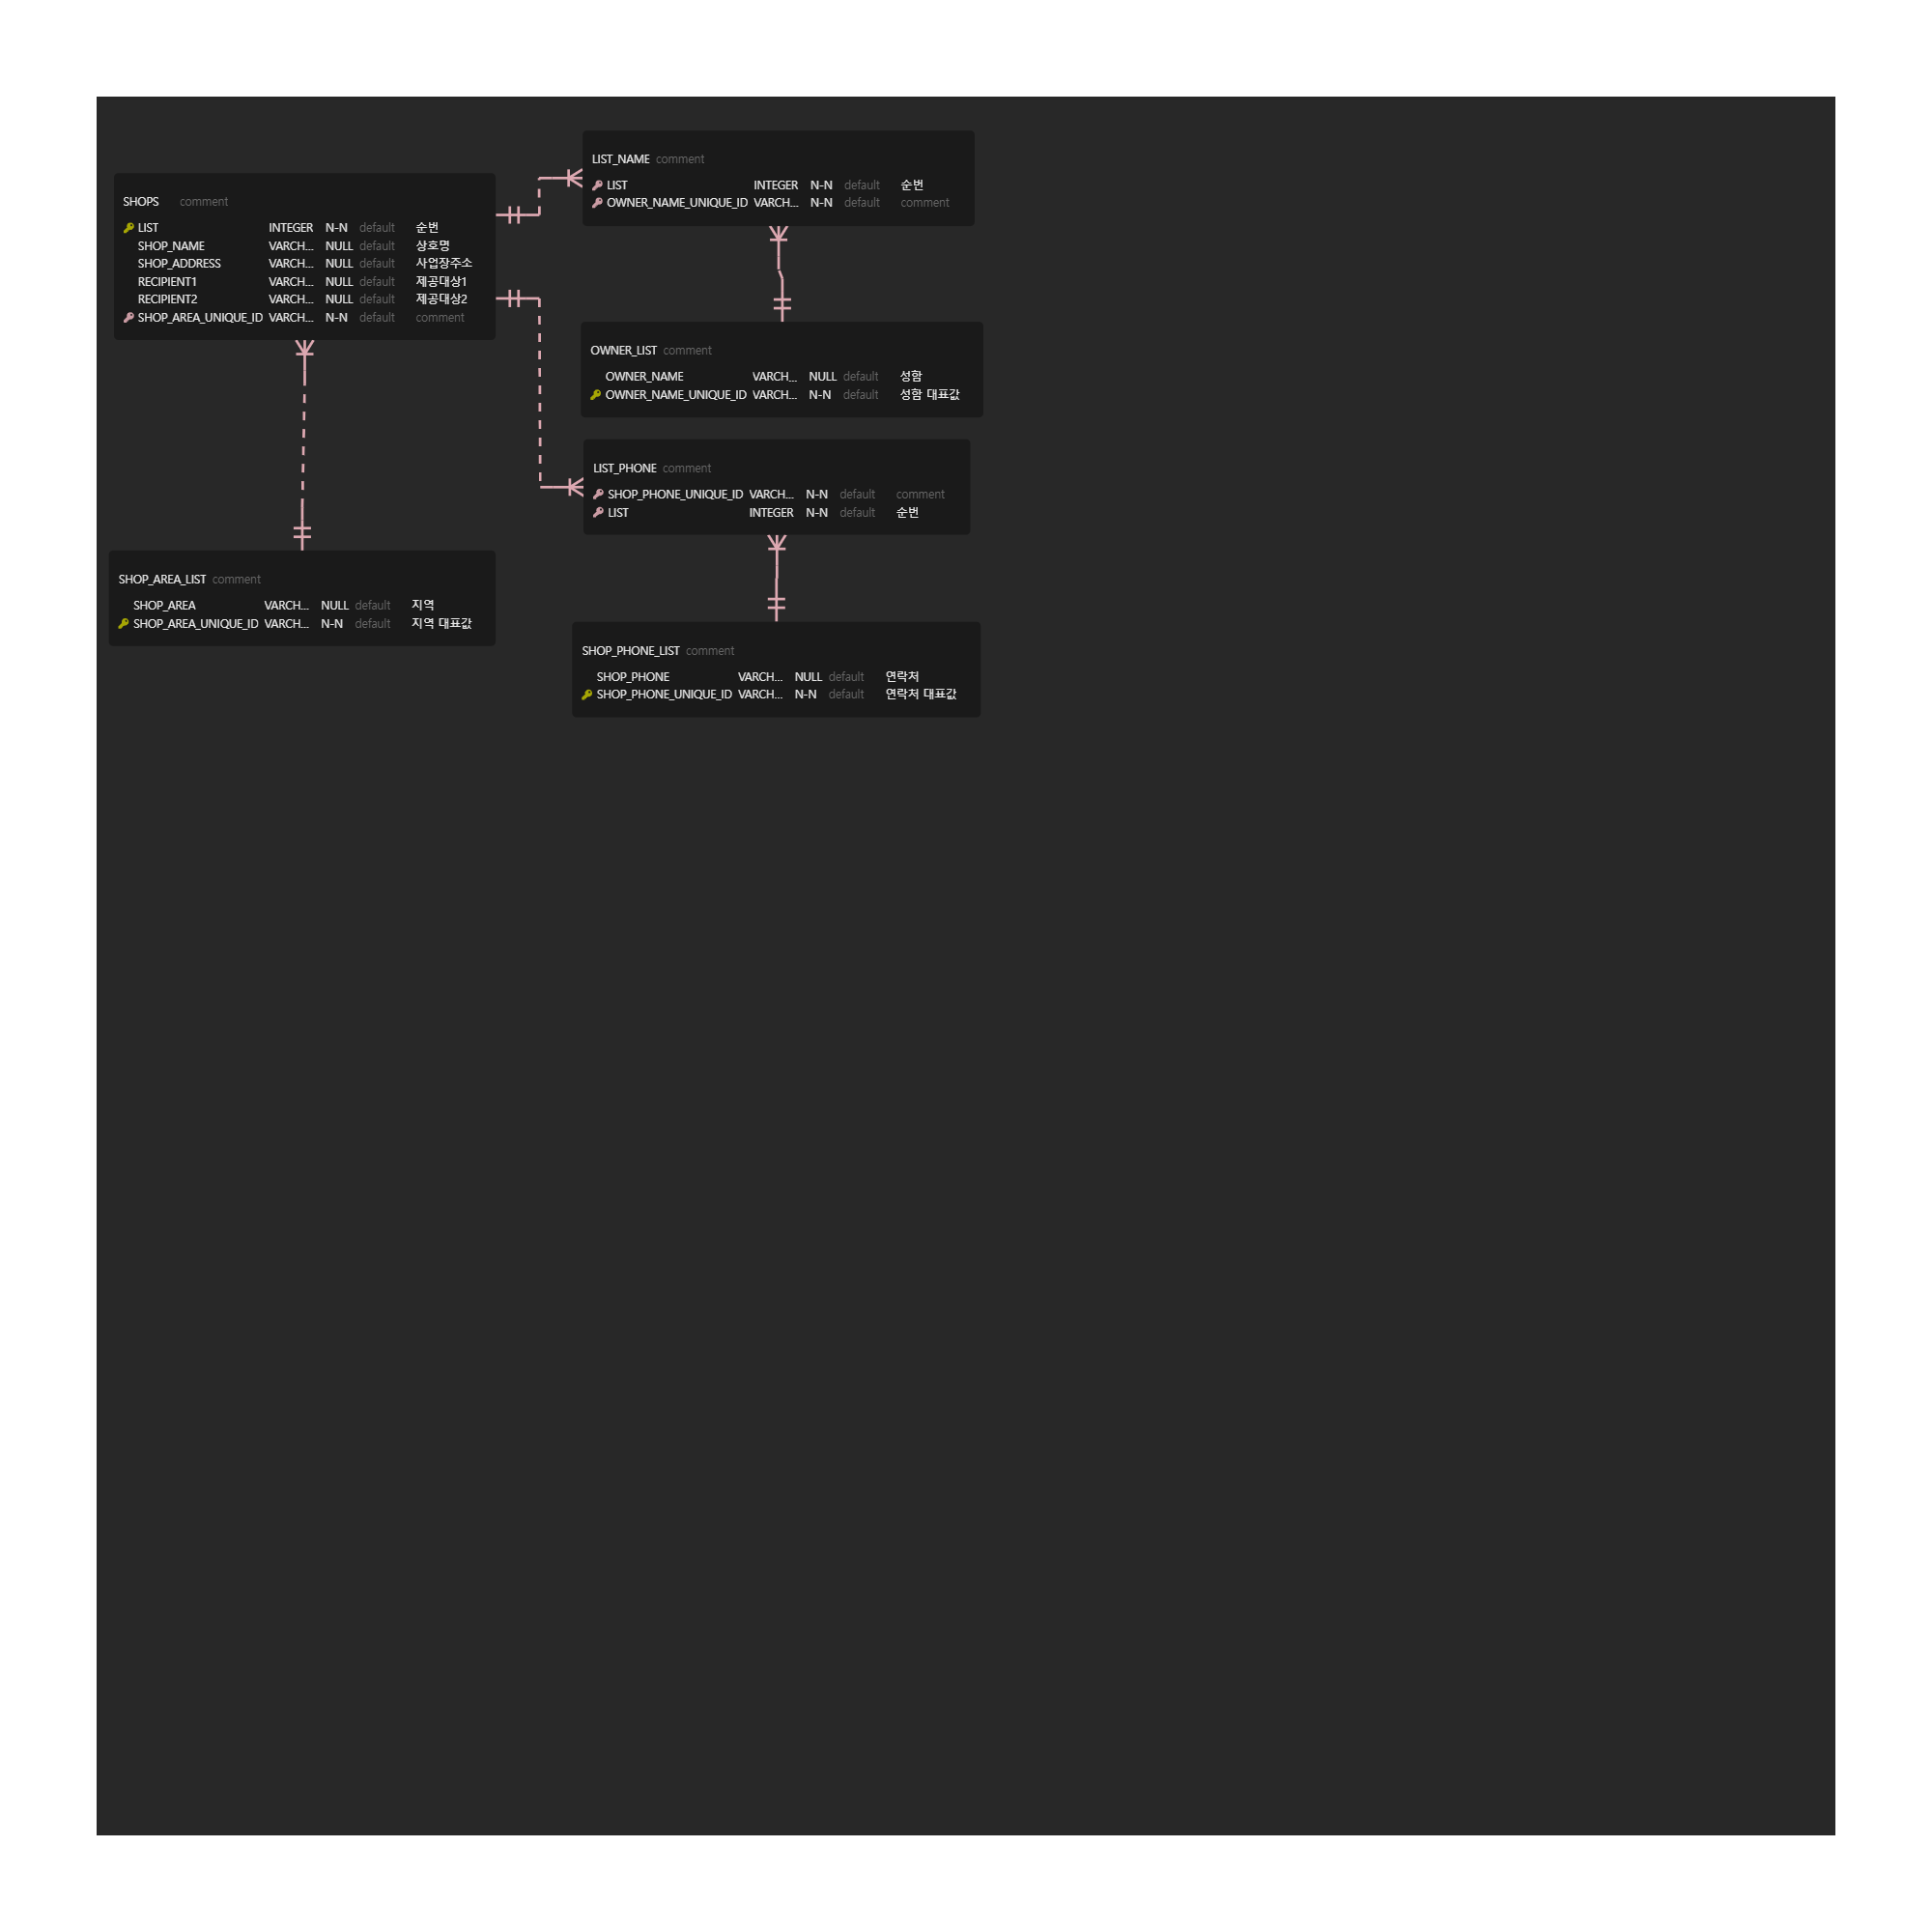 SHOPS comment
LIST INTEGER N-N default 순번
SHOP_NAME VARCH... NULL default 상호명
SHOP_ADDRESS VARCH... NULL default 사업장주소
RECIPIENT1 VARCH... NULL default 제공대상1
RECIPIENT2 VARCH... NULL default 제공대상2
SHOP_AREA_UNIQUE_ID VARCH... N-N default comment
LIST_NAME comment
LIST INTEGER N-N default 순번
OWNER_NAME_UNIQUE_ID VARCH... N-N default comment
OWNER_LIST comment
OWNER_NAME VARCH... NULL default 성함
OWNER_NAME_UNIQUE_ID VARCH... N-N default 성함 대표값
LIST_PHONE comment
SHOP_PHONE_UNIQUE_ID VARCH... N-N default comment
LIST INTEGER N-N default 순번
SHOP_AREA_LIST comment
SHOP_AREA VARCH... NULL default 지역
SHOP_AREA_UNIQUE_ID VARCH... N-N default 지역 대표값
SHOP_PHONE_LIST comment
SHOP_PHONE VARCH... NULL default 연락처
SHOP_PHONE_UNIQUE_ID VARCH... N-N default 연락처 대표값